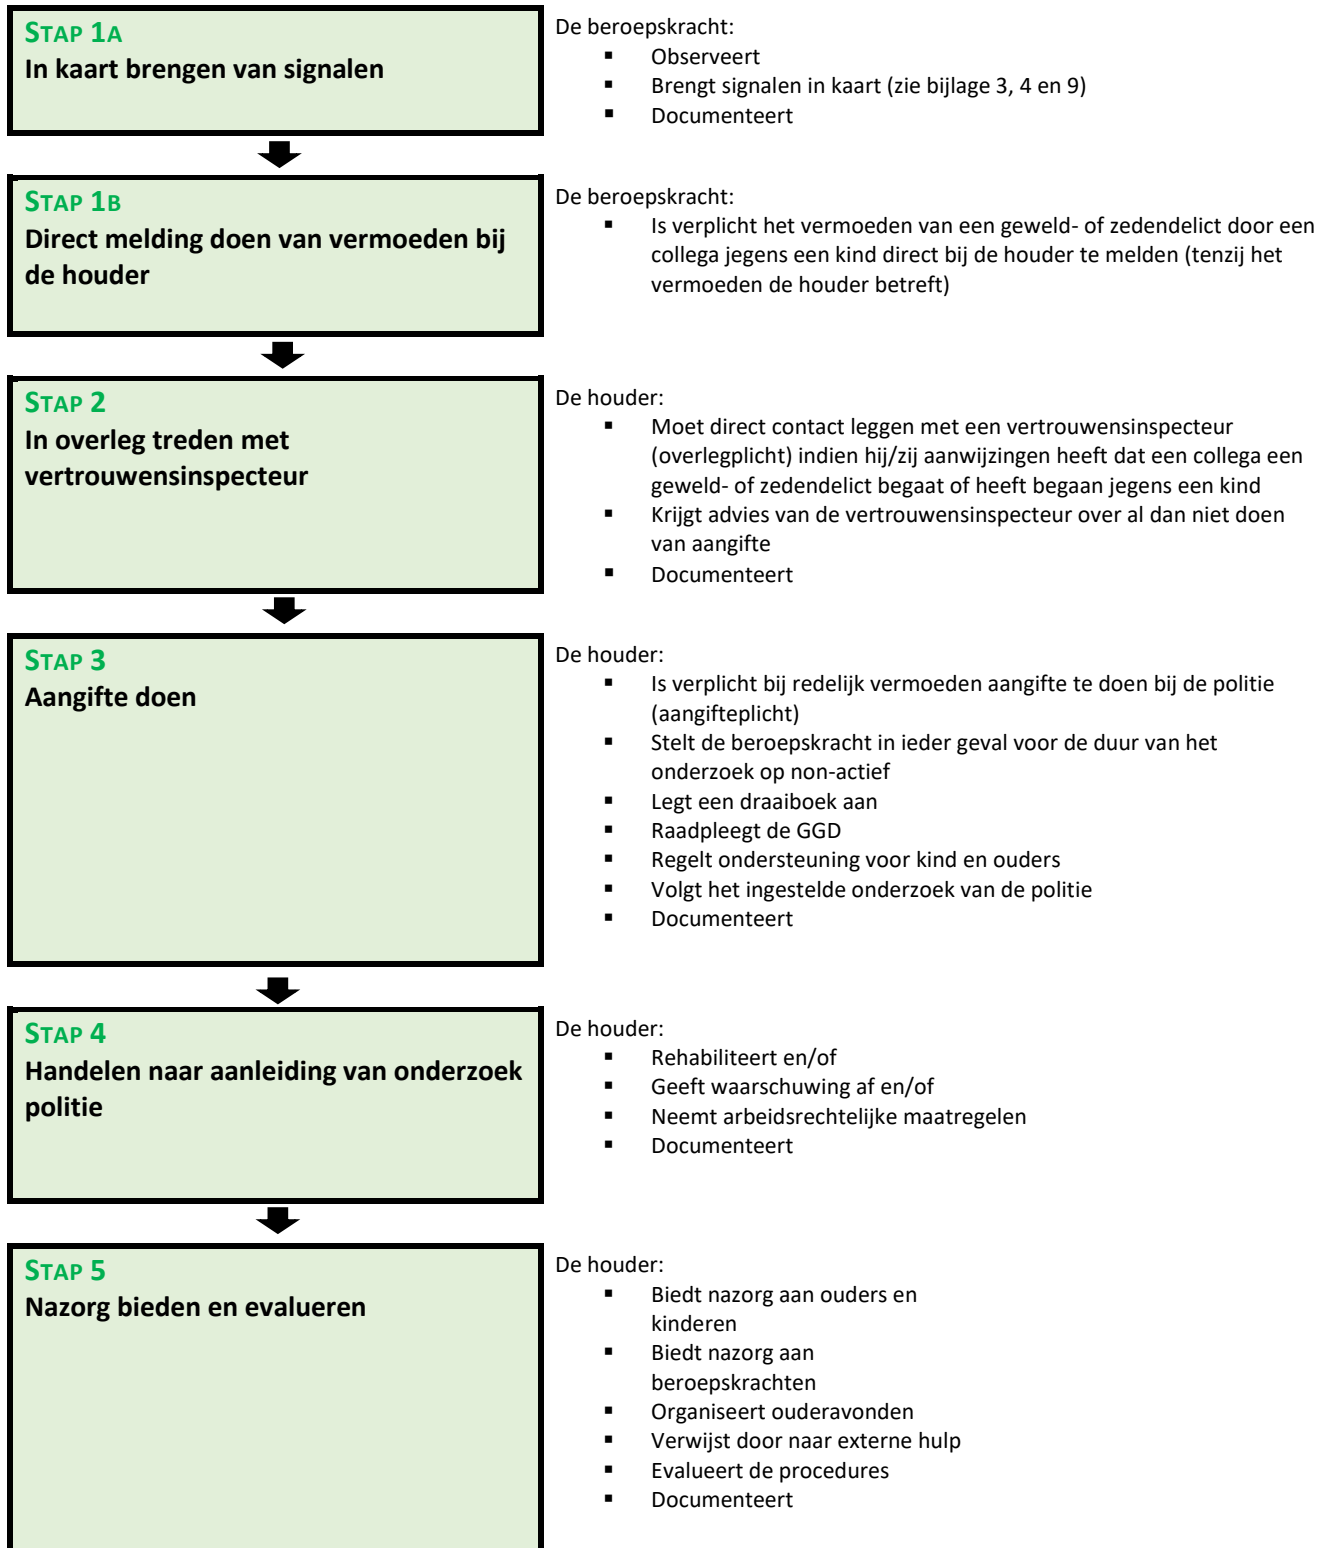 STAP 1A
In kaart brengen van signalen
De beroepskracht:
▪ Observeert
▪ Brengt signalen in kaart (zie bijlage 3, 4 en 9)
▪ Documenteert
STAP 1B
Direct melding doen van vermoeden bij
de houder
De beroepskracht:
▪ Is verplicht het vermoeden van een geweld- of zedendelict door een
collega jegens een kind direct bij de houder te melden (tenzij het
vermoeden de houder betreft)
STAP 2
In overleg treden met
vertrouwensinspecteur
De houder:
▪ Moet direct contact leggen met een vertrouwensinspecteur
(overlegplicht) indien hij/zij aanwijzingen heeft dat een collega een
geweld- of zedendelict begaat of heeft begaan jegens een kind
▪ Krijgt advies van de vertrouwensinspecteur over al dan niet doen
van aangifte
▪ Documenteert
STAP 3
Aangifte doen
De houder:
▪ Is verplicht bij redelijk vermoeden aangifte te doen bij de politie
(aangifteplicht)
▪ Stelt de beroepskracht in ieder geval voor de duur van het
onderzoek op non-actief
▪ Legt een draaiboek aan
▪ Raadpleegt de GGD
▪ Regelt ondersteuning voor kind en ouders
▪ Volgt het ingestelde onderzoek van de politie
▪ Documenteert
STAP 4
Handelen naar aanleiding van onderzoek
politie
De houder:
▪ Rehabiliteert en/of
▪ Geeft waarschuwing af en/of
▪ Neemt arbeidsrechtelijke maatregelen
▪ Documenteert
STAP 5
Nazorg bieden en evalueren
De houder:
▪ Biedt nazorg aan ouders en
kinderen
▪ Biedt nazorg aan
beroepskrachten
▪ Organiseert ouderavonden
▪ Verwijst door naar externe hulp
▪ Evalueert de procedures
▪ Documenteert